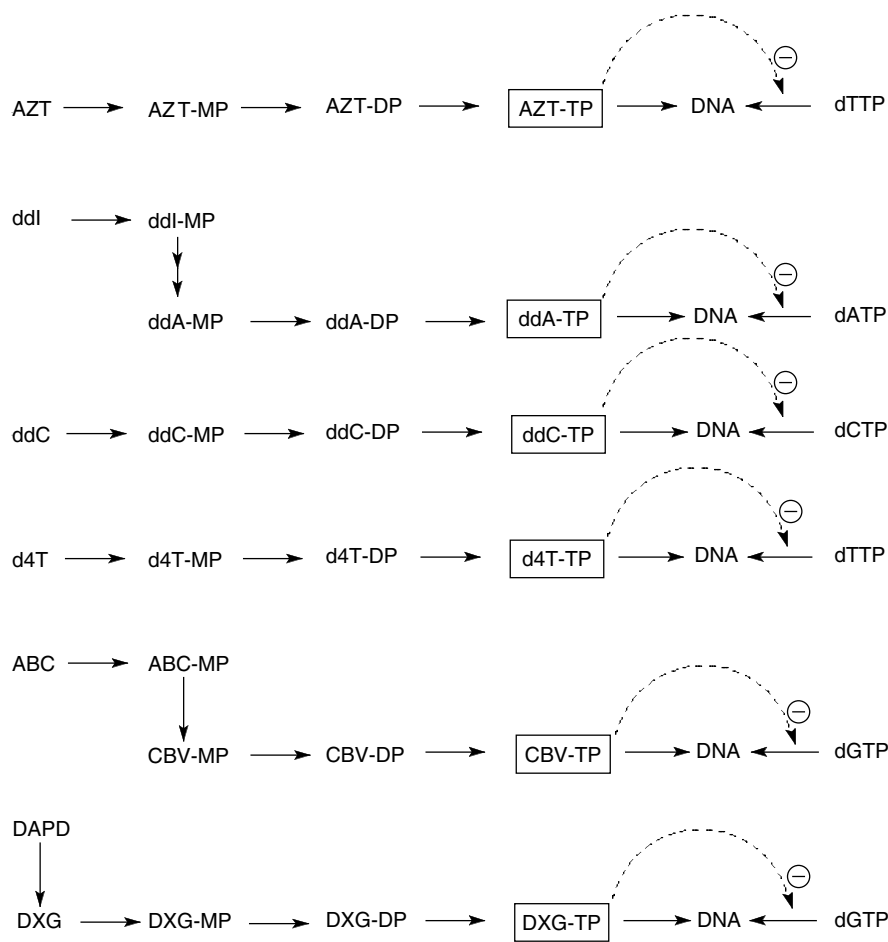 AZT AZT-MP AZT-DP AZT-TP DNA dTTP
ddI ddI-MP
ddA-MP ddA-DP ddA-TP DNA dATP
ddC ddC-MP ddC-DP ddC-TP DNA dCTP
d4T d4T-MP d4T-DP d4T-TP DNA dTTP
ABC ABC-MP
CBV-MP CBV-DP CBV-TP DNA dGTP
DAPD
DXG DXG-MP DXG-DP DXG-TP DNA dGTP